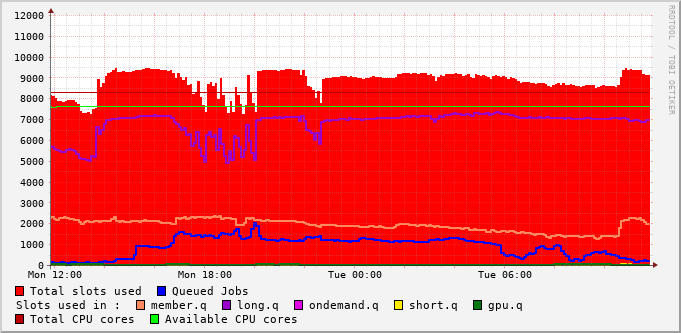 12000
11000
10000
9000
8000
7000
6000
5000
4000
3000
2000
1000
0
Mon 12:00 Mon 18:00 Tue 00:00 Tue 06:00
Total slots used Queued Jobs
Slots used in : member.q long.q ondemand.q short.q gpu.q
Total CPU cores Available CPU cores
RRDTOOL / TOBI OETIKER